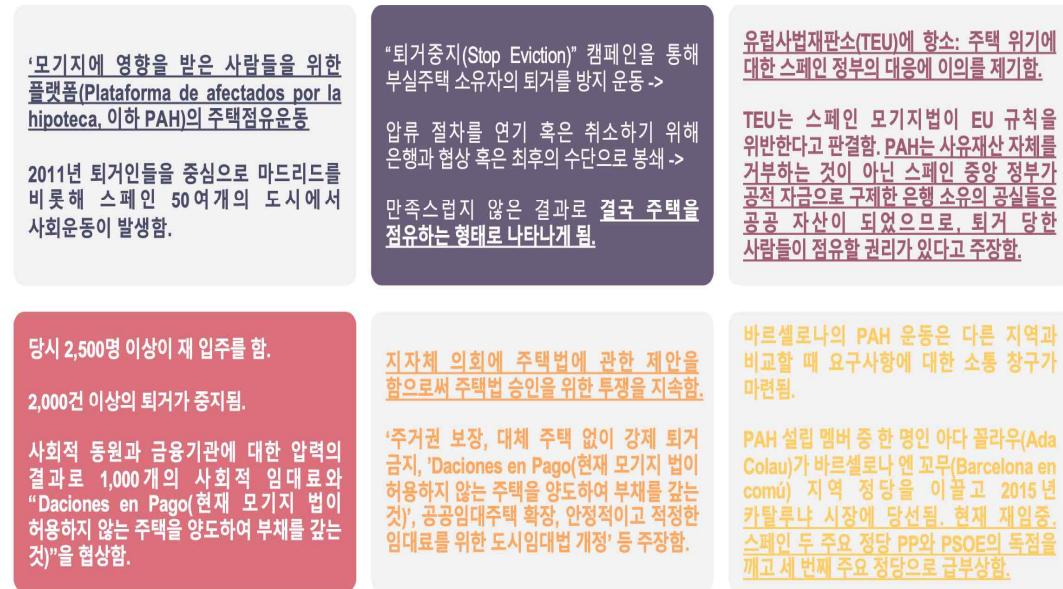 ‘모기지에 영향을 받은 사람들을 위한
플랫폼(Plataforma de afectados por la
hipoteca, 이하 PAH)의 주택점유운동
2011년 퇴거인들을 중심으로 마드리드를
비롯해 스페인 50여개의 도시에서
사회운동이 발생함.
“퇴거중지(Stop Eviction)” 캠페인을 통해
부실주택 소유자의 퇴거를 방지 운동 ->
압류 절차를 연기 혹은 취소하기 위해
은행과 협상 혹은 최후의 수단으로 봉쇄 ->
만족스럽지 않은 결과로 결국 주택을
점유하는 형태로 나타나게 됨.
유럽사법재판소(TEU)에 항소: 주택 위기에
대한 스페인 정부의 대응에 이의를 제기함.
TEU는 스페인 모기지법이 EU 규칙을
위반한다고 판결함. PAH는 사유재산 자체를
거부하는 것이 아닌 스페인 중앙 정부가
공적 자금으로 구제한 은행 소유의 공실들은
공공 자산이 되었으므로, 퇴거 당한
사람들이 점유할 권리가 있다고 주장함.
당시 2,500명 이상이 재 입주를 함.
2,000건 이상의 퇴거가 중지됨.
사회적 동원과 금융기관에 대한 압력의
결과로 1,000개의 사회적 임대료와
“Daciones en Pago(현재 모기지 법이
허용하지 않는 주택을 양도하여 부채를 갚는
것)”을 협상함.
지자체 의회에 주택법에 관한 제안을
함으로써 주택법 승인을 위한 투쟁을 지속함.
‘주거권 보장, 대체 주택 없이 강제 퇴거
금지, ’Daciones en Pago(현재 모기지 법이
허용하지 않는 주택을 양도하여 부채를 갚는
것)’, 공공임대주택 확장, 안정적이고 적정한
임대료를 위한 도시임대법 개정’ 등 주장함.
바르셀로나의 PAH 운동은 다른 지역과
비교할 때 요구사항에 대한 소통 창구가
마련됨.
PAH 설립 멤버 중 한 명인 아다 꼴라우(Ada
Colau)가 바르셀로나 엔 꼬무(Barcelona en
comú) 지역 정당을 이끌고 2015년
카탈루냐 시장에 당선됨. 현재 재임중.
스페인 두 주요 정당 PP와 PSOE의 독점을
깨고 세 번째 주요 정당으로 급부상함.